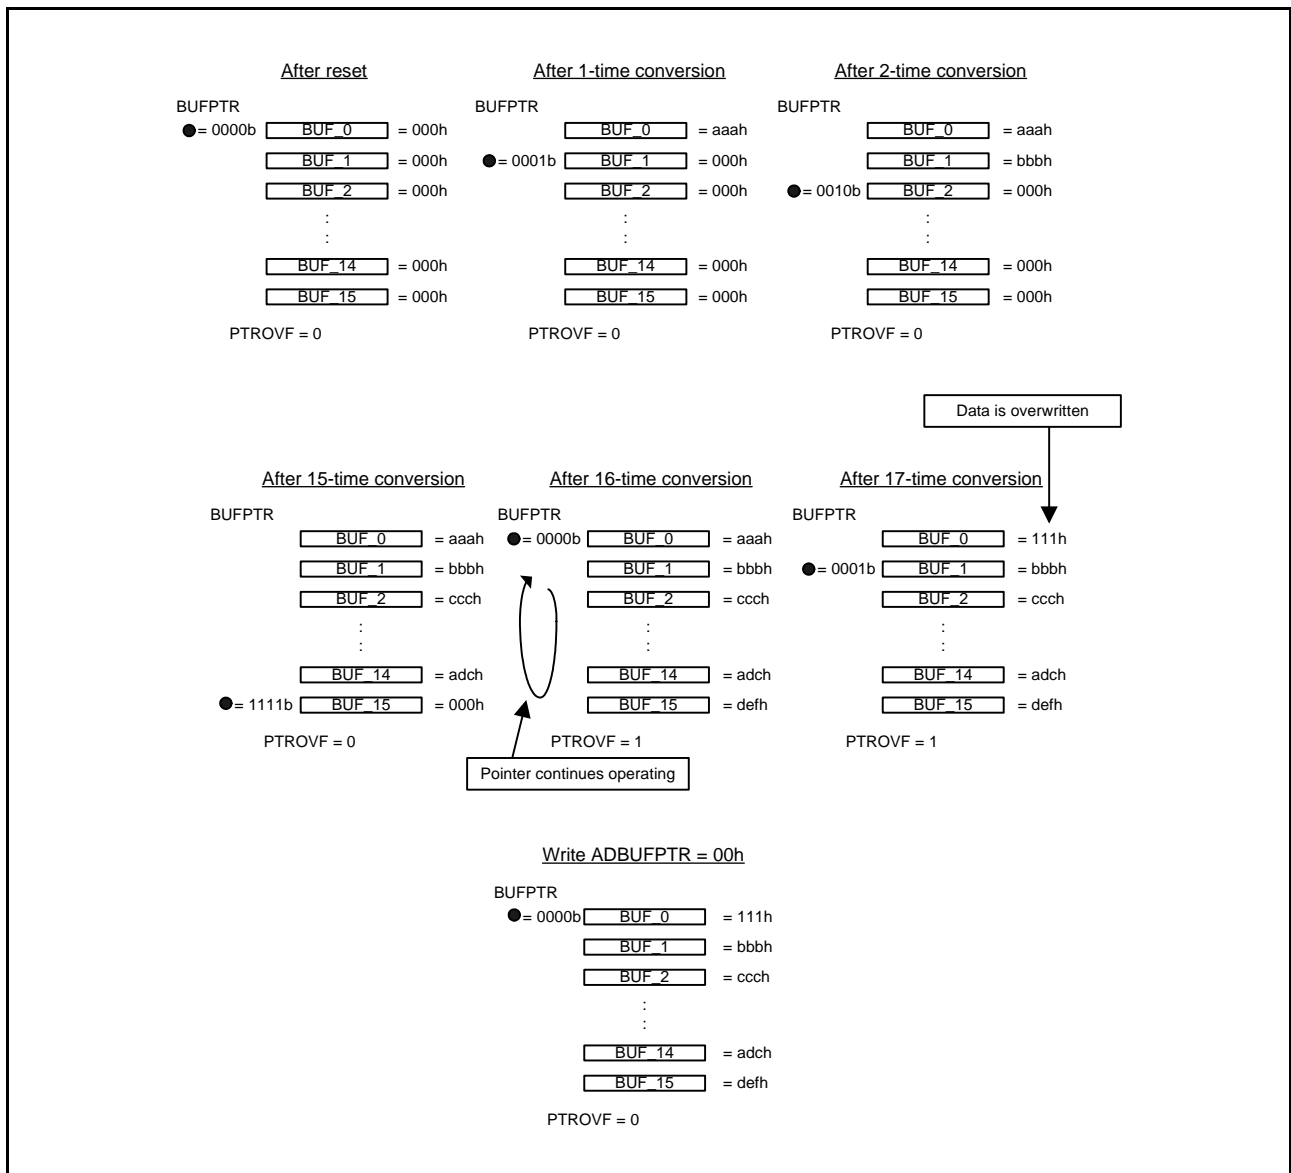 After reset
BUFPTR
= 0000b BUF_0 = 000h
BUF_1 = 000h
BUF_2 = 000h
:
:
BUF_14 = 000h
BUF_15 = 000h
PTROVF = 0
After 1-time conversion
BUFPTR
BUF_0 = aaah
= 0001b BUF_1 = 000h
BUF_2 = 000h
:
:
BUF_14 = 000h
BUF_15 = 000h
PTROVF = 0
After 2-time conversion
BUFPTR
BUF_0 = aaah
BUF_1 = bbbh
= 0010b BUF_2 = 000h
:
:
BUF_14 = 000h
BUF_15 = 000h
PTROVF = 0
Data is overwritten
After 15-time conversion
BUFPTR
BUF_0 = aaah
BUF_1 = bbbh
BUF_2 = ccch
:
:
BUF_14 = adch
= 1111b BUF_15 = 000h
PTROVF = 0
After 16-time conversion
BUFPTR
= 0000b BUF_0 = aaah
BUF_1 = bbbh
BUF_2 = ccch
:
:
BUF_14 = adch
BUF_15 = defh
PTROVF = 1
Pointer continues operating
After 17-time conversion
BUFPTR
BUF_0 = 111h
= 0001b BUF_1 = bbbh
BUF_2 = ccch
:
:
BUF_14 = adch
BUF_15 = defh
PTROVF = 1
Write ADBUFPTR = 00h
BUFPTR
= 0000b BUF_0 = 111h
BUF_1 = bbbh
BUF_2 = ccch
:
:
BUF_14 = adch
BUF_15 = defh
PTROVF = 0